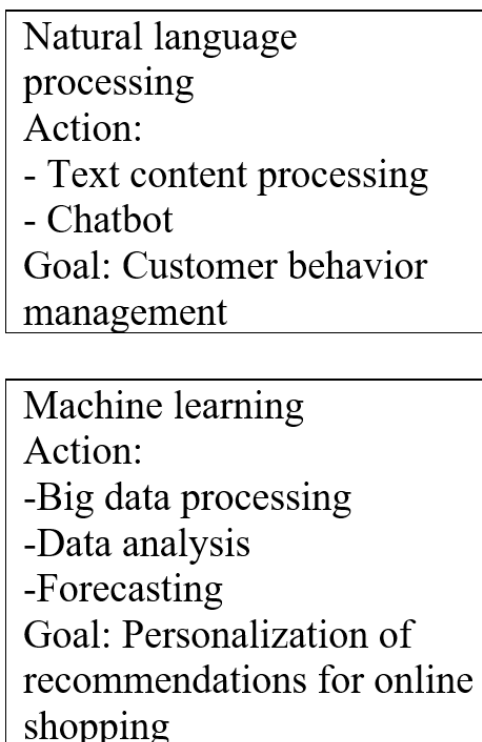 Natural language
processing
Action:
- Text content processing
- Chatbot
Goal: Customer behavior
management
Machine learning
Action:
-Big data processing
-Data analysis
-Forecasting
Goal: Personalization of
recommendations for online
shopping